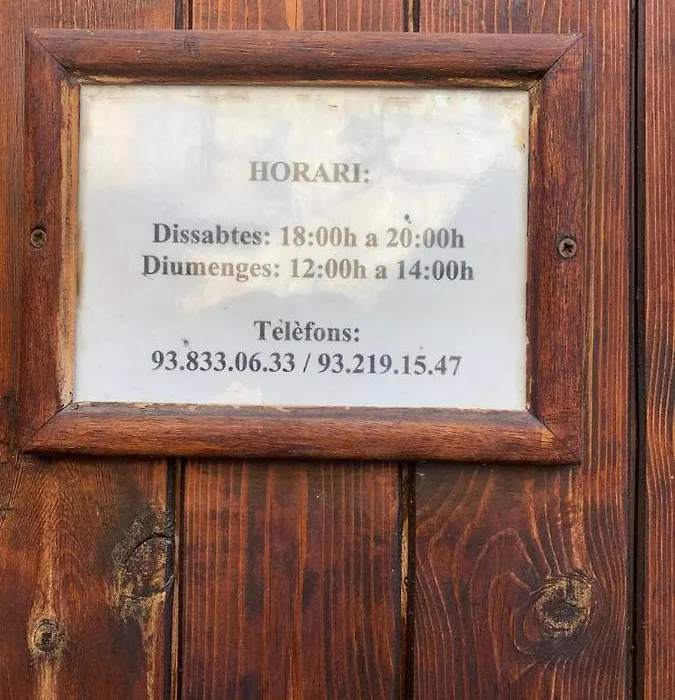 HORARI:
Dissabtes: 18:00h a 20:00h
Diumenges: 12:00h a 14:00h
Telèfons:
93.833.06.33 / 93.219.15.47